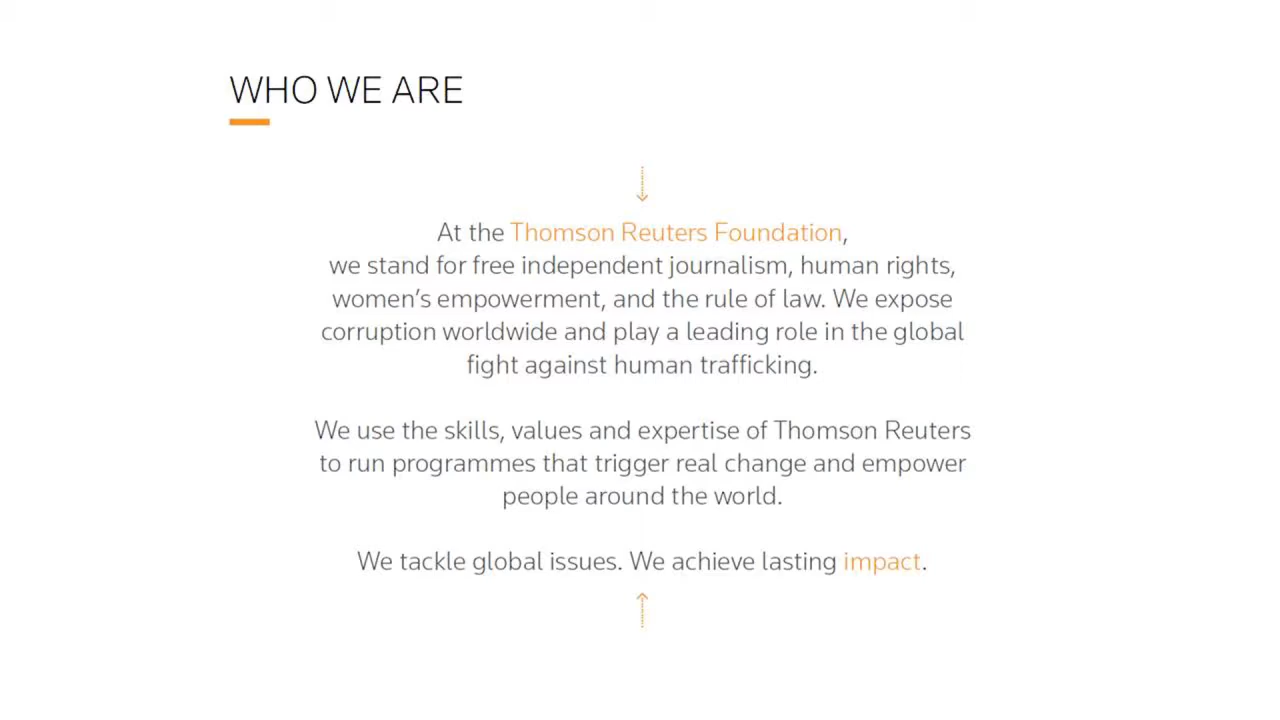 WHO WE ARE
At the Thomson Reuters Foundation,
we stand for free independent journalism, human rights,
women's empowerment, and the rule of law. We expose
corruption worldwide and play a leading role in the global
fight against human trafficking.
We use the skills, values and expertise of Thomson Reuters
to run programmes that trigger real change and empower
people around the world.
We tackle global issues. We achieve lasting impact.